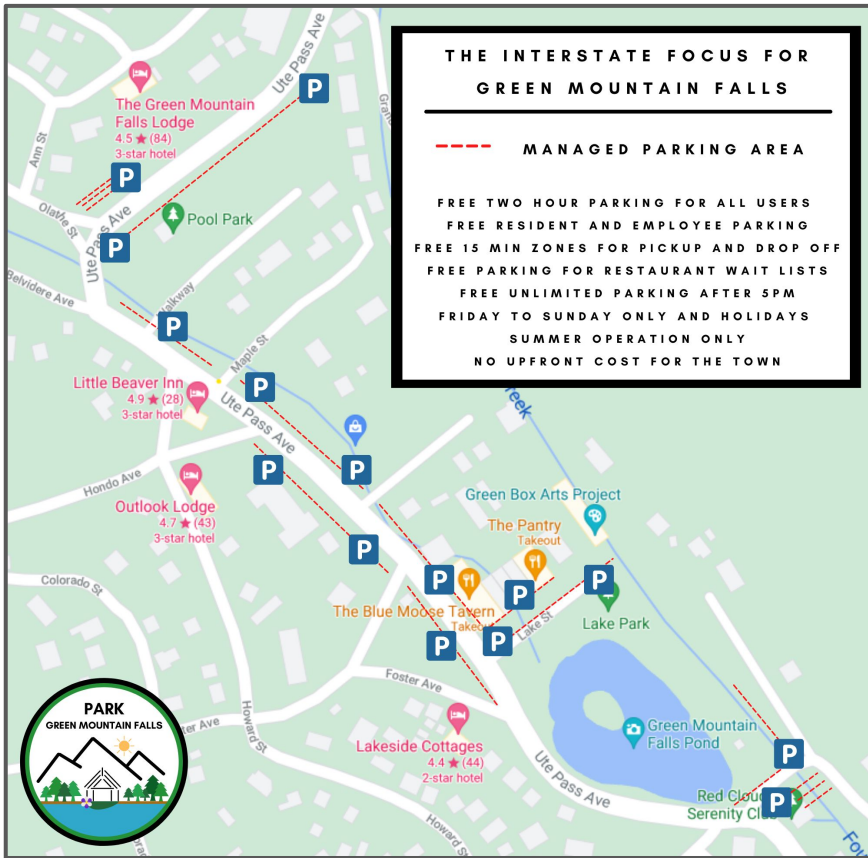 THE INTERSTATE FOCUS FOR
GREEN MOUNTAIN FALLS
MANAGED PARKING AREA
FREE TWO HOUR PARKING FOR ALL USERS
FREE RESIDENT AND EMPLOYEE PARKING
FREE 15 MIN ZONES FOR PICKUP AND DROP OFF
FREE PARKING FOR RESTAURANT WAIT LISTS
FREE UNLIMITED PARKING AFTER 5PM
FRIDAY TO SUNDAY ONLY AND HOLIDAYS
SUMMER OPERATION ONLY
NO UPFRONT COST FOR THE TOWN
Ute Pass Ave
P
The Green Mountain
Falls Lodge
4.5 ★ (84)
3-star hotel
Ann St
P
Olathe St
Ute Pass Ave
Pool Park
P
Ute Pass Ave
Belvidere Ave
P
Maple St
Little Beaver Inn
4.9 ★ (28)
3-star hotel
P
Ute Pass Ave
Creek
Hondo Ave
P
P
Outlook Lodge
4.7 ★ (43)
3-star hotel
Green Box Arts Project
The Pantry
Takeout
P
Colorado St
P
P
P
The Blue Moose Tavern
Lake Park
P
P
Lake St
Foster Ave
PARK
GREEN MOUNTAIN FALLS
Howard St
Lakeside Cottages
4.4 ★ (44)
2-star hotel
Green Mountain
Falls Pond
P
Ute Pass Ave
P
Red Cloud
Serenity Club
Howard St